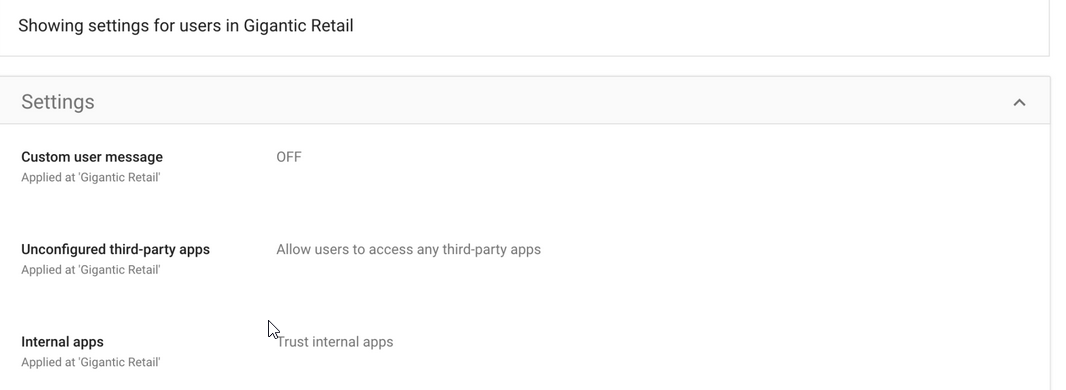 Showing settings for users in Gigantic Retail
Settings
Custom user message
OFF
Applied at 'Gigantic Retail'
Unconfigured third-party apps
Allow users to access any third-party apps
Applied at 'Gigantic Retail'
Internal apps
Trust internal apps
Applied at 'Gigantic Retail'